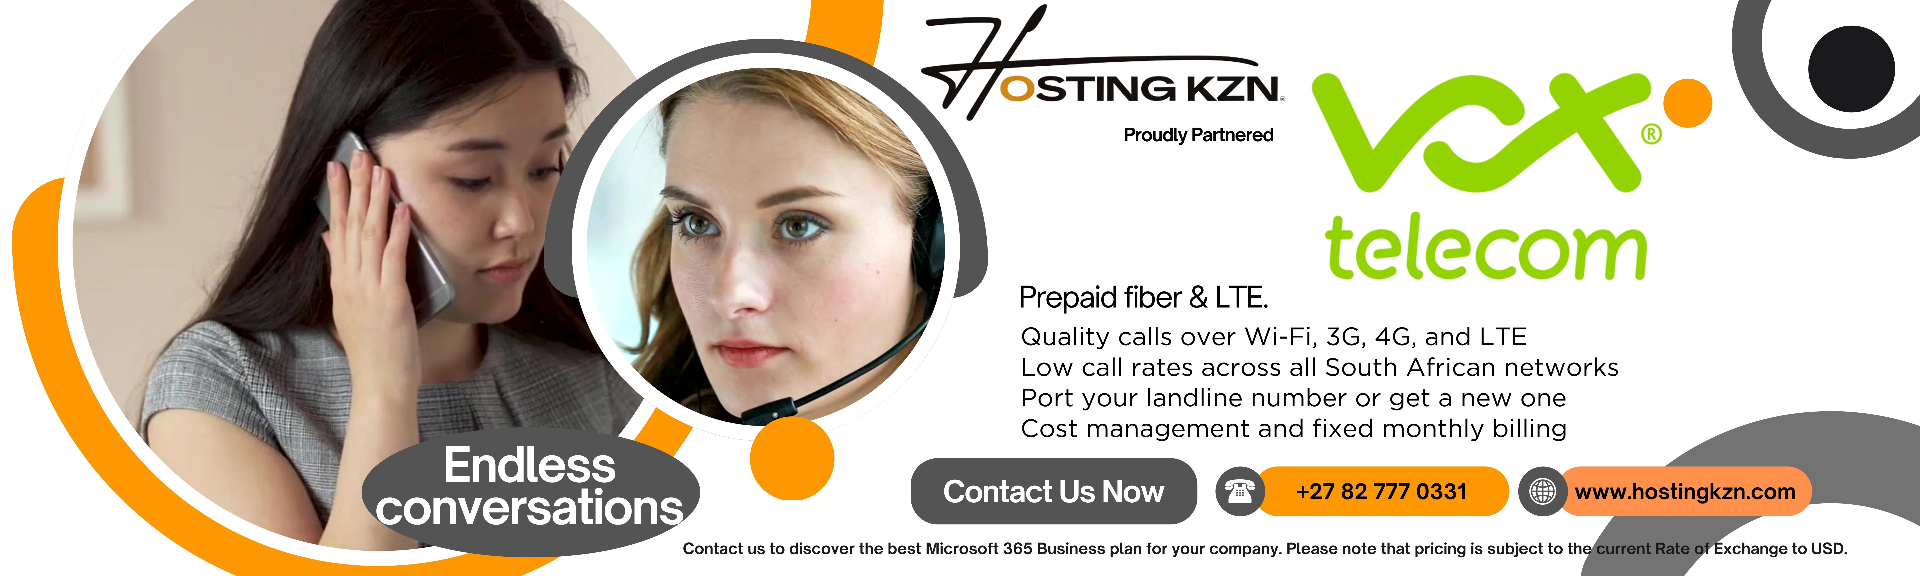 HOSTING KZN.
Proudly Partnered
vox®
telecom
Prepaid fiber & LTE.
Quality calls over Wi-Fi, 3G, 4G, and LTE
Low call rates across all South African networks
Port your landline number or get a new one
Cost management and fixed monthly billing
Endless
conversations
Contact Us Now
+27 82 777 0331
www.hostingkzn.com
Contact us to discover the best Microsoft 365 Business plan for your company. Please note that pricing is subject to the current Rate of Exchange to USD.